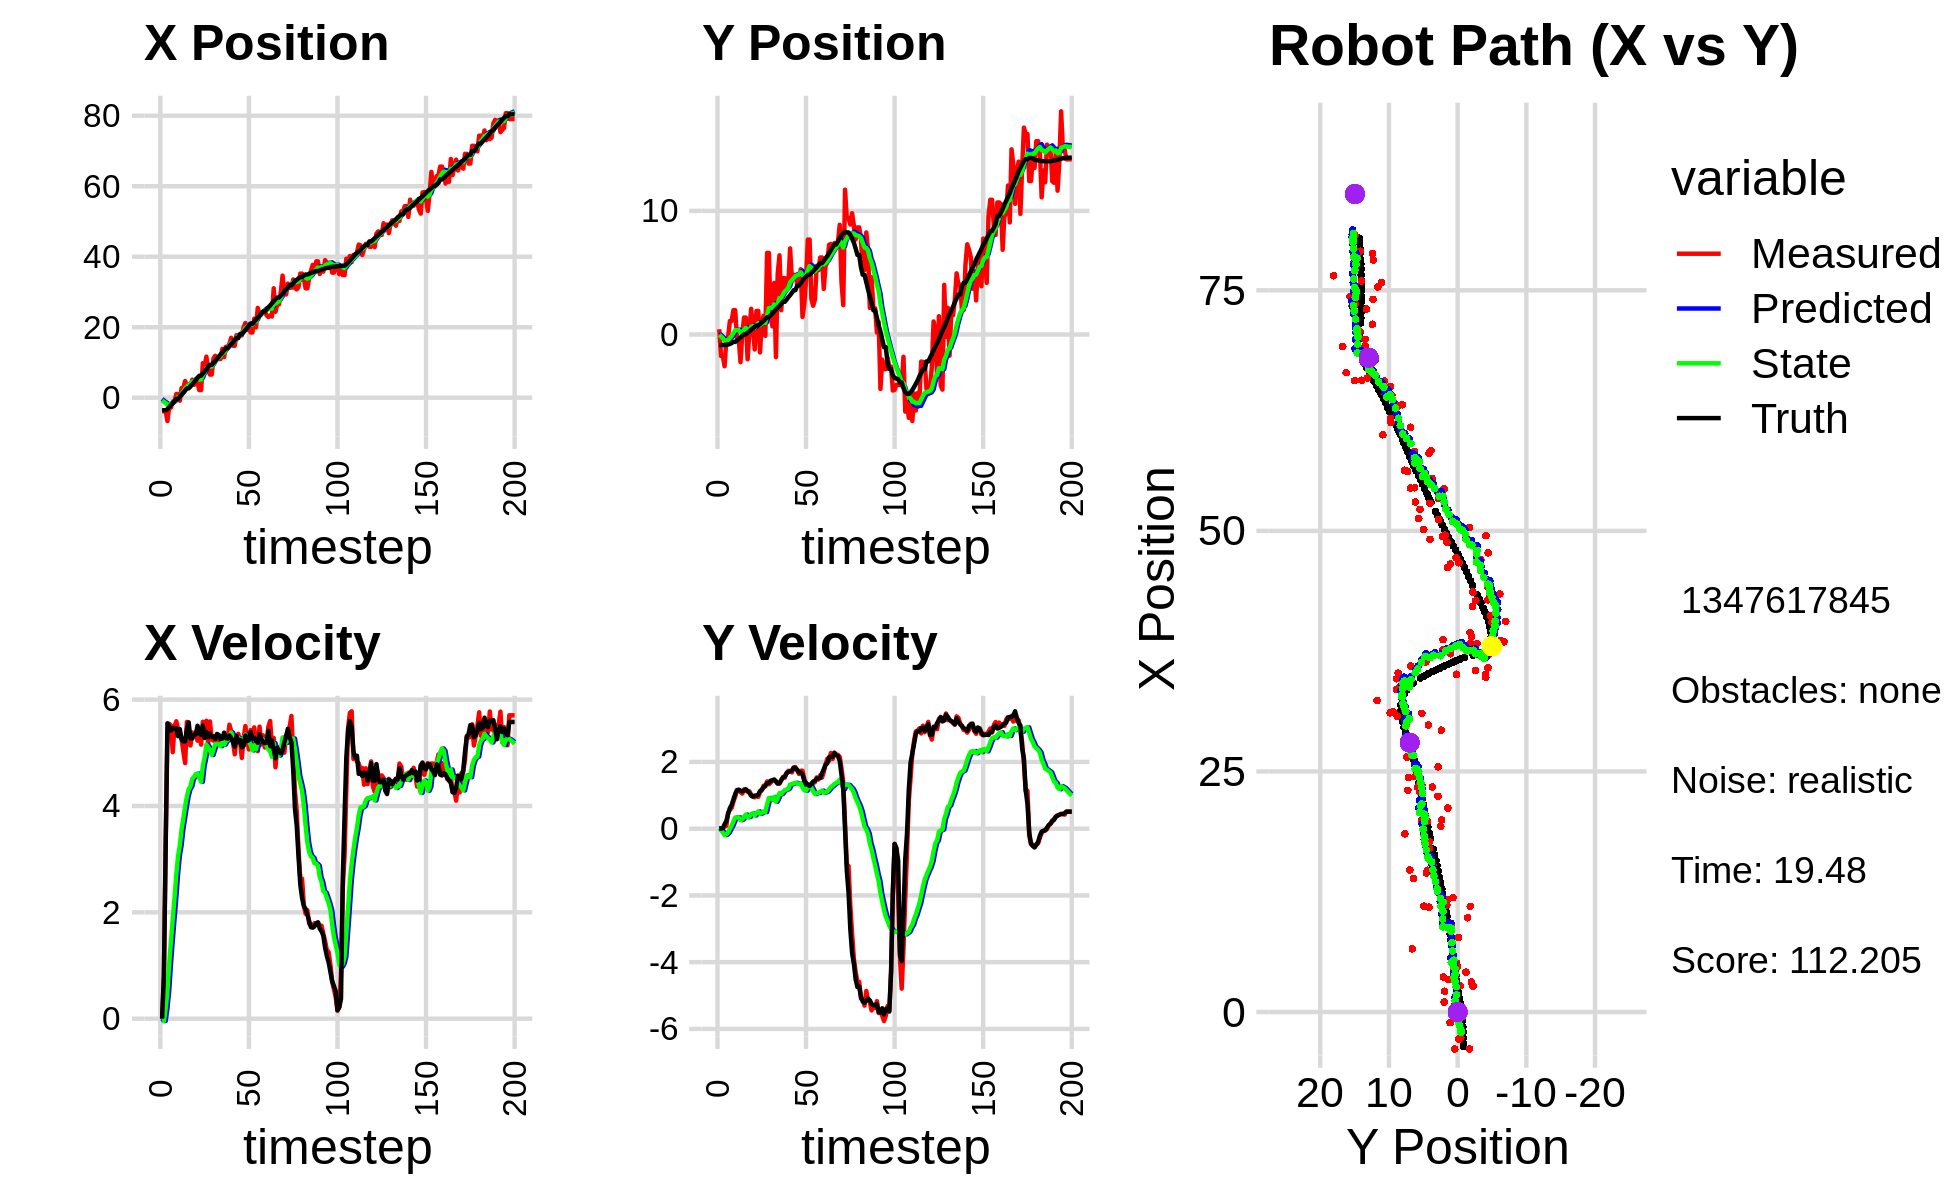 X Position
80
60
40
20
0
0
50
100
150
200
timestep
Y Position
10
0
0
50
100
150
200
timestep
X Velocity
6
4
2
0
0
50
100
150
200
timestep
Y Velocity
2
0
-2
-4
-6
0
50
100
150
200
timestep
Robot Path (X vs Y)
X Position
75
50
25
0
20 10 0 -10 -20
Y Position
variable
Measured
Predicted
State
Truth
1347617845
Obstacles: none
Noise: realistic
Time: 19.48
Score: 112.205